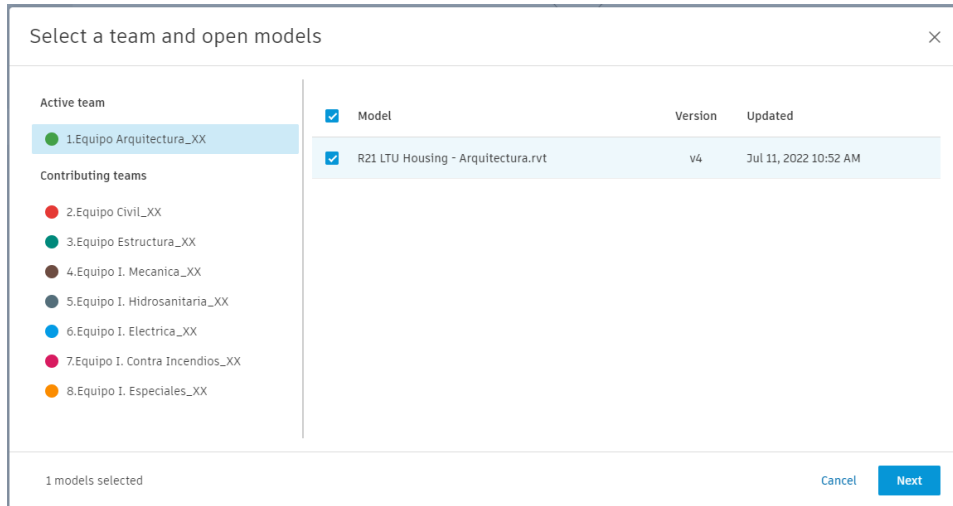 Select a team and open models
Active team
1.Equipo Arquitectura_XX
Contributing teams
2.Equipo Civil_XX
3.Equipo Estructura_XX
4.Equipo I. Mecanica_XX
5.Equipo I. Hidrosanitaria_XX
6.Equipo I. Electrica_XX
7.Equipo I. Contra Incendios_XX
8.Equipo I. Especiales_XX
Model Version Updated
R21 LTU Housing - Arquitectura.rvt v4 Jul 11, 2022 10:52 AM
1 models selected
Cancel Next